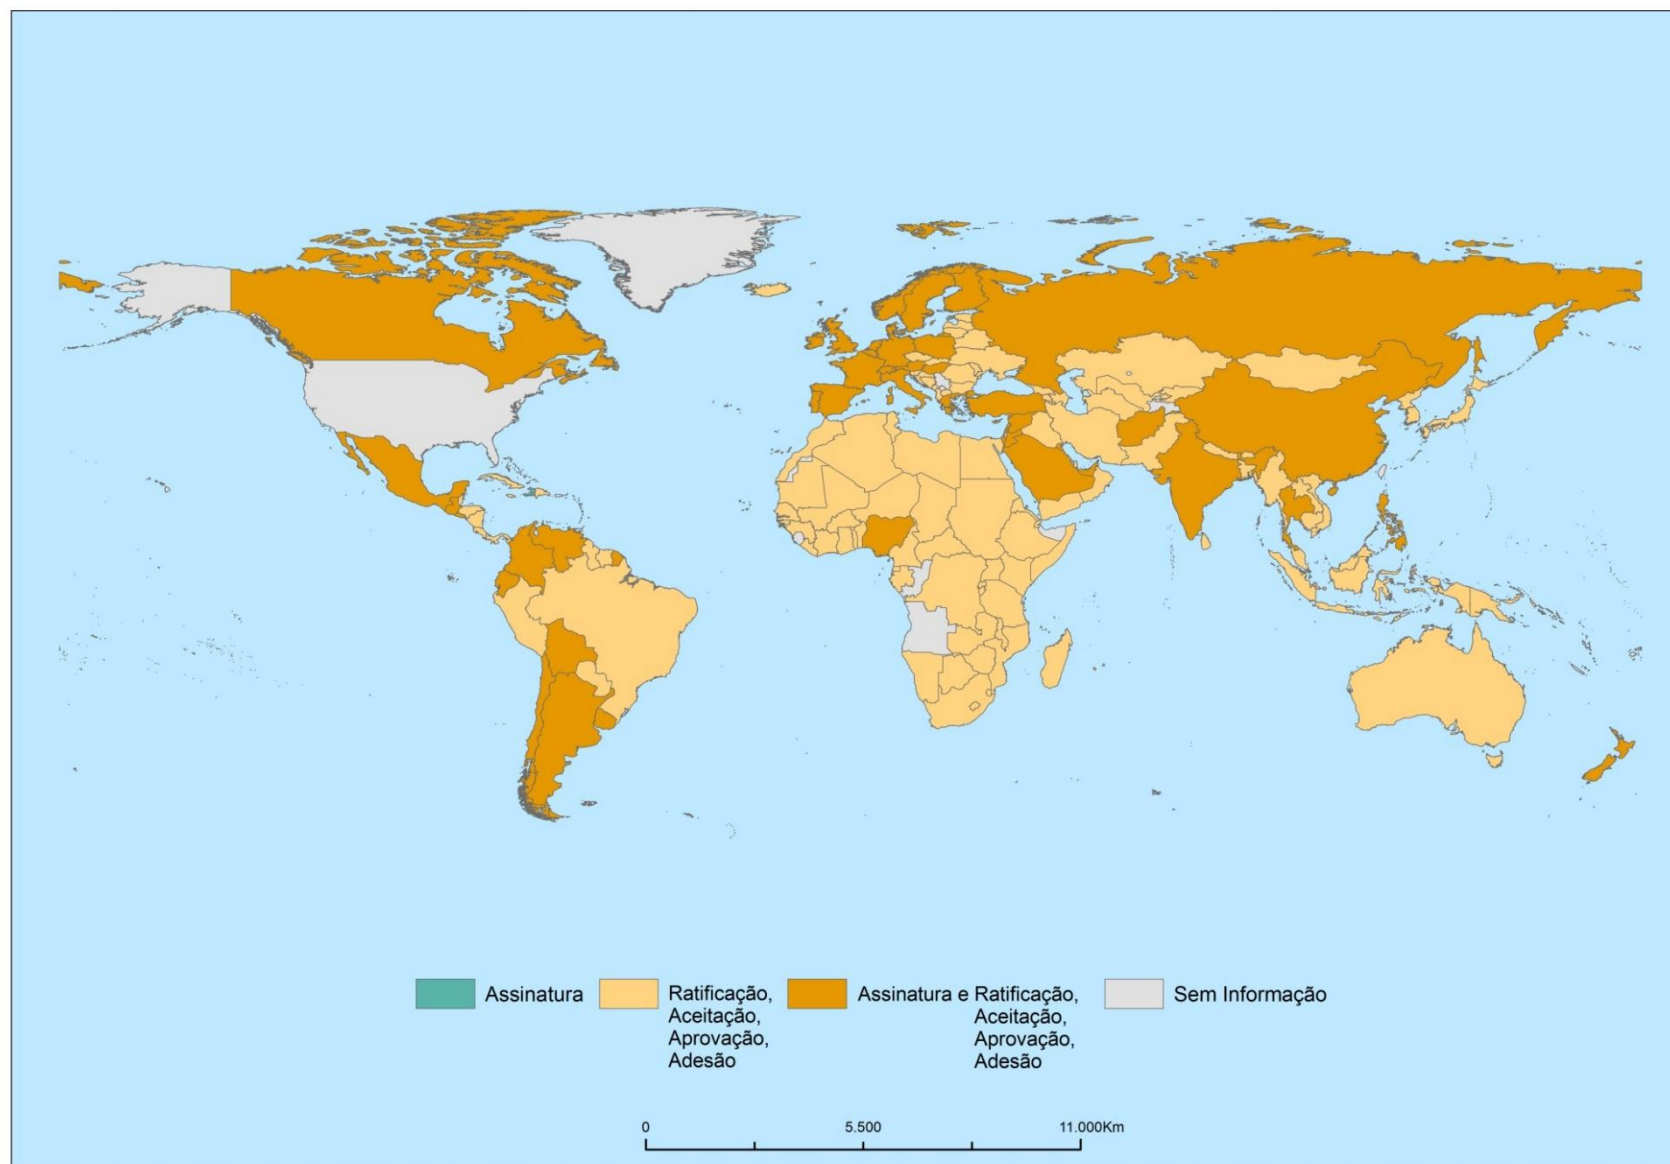 Assinatura
Ratificação,
Aceitação,
Aprovação,
Adesão
Assinatura e Ratificação,
Aceitação,
Aprovação,
Adesão
Sem Informação
0 5.500 11.000Km